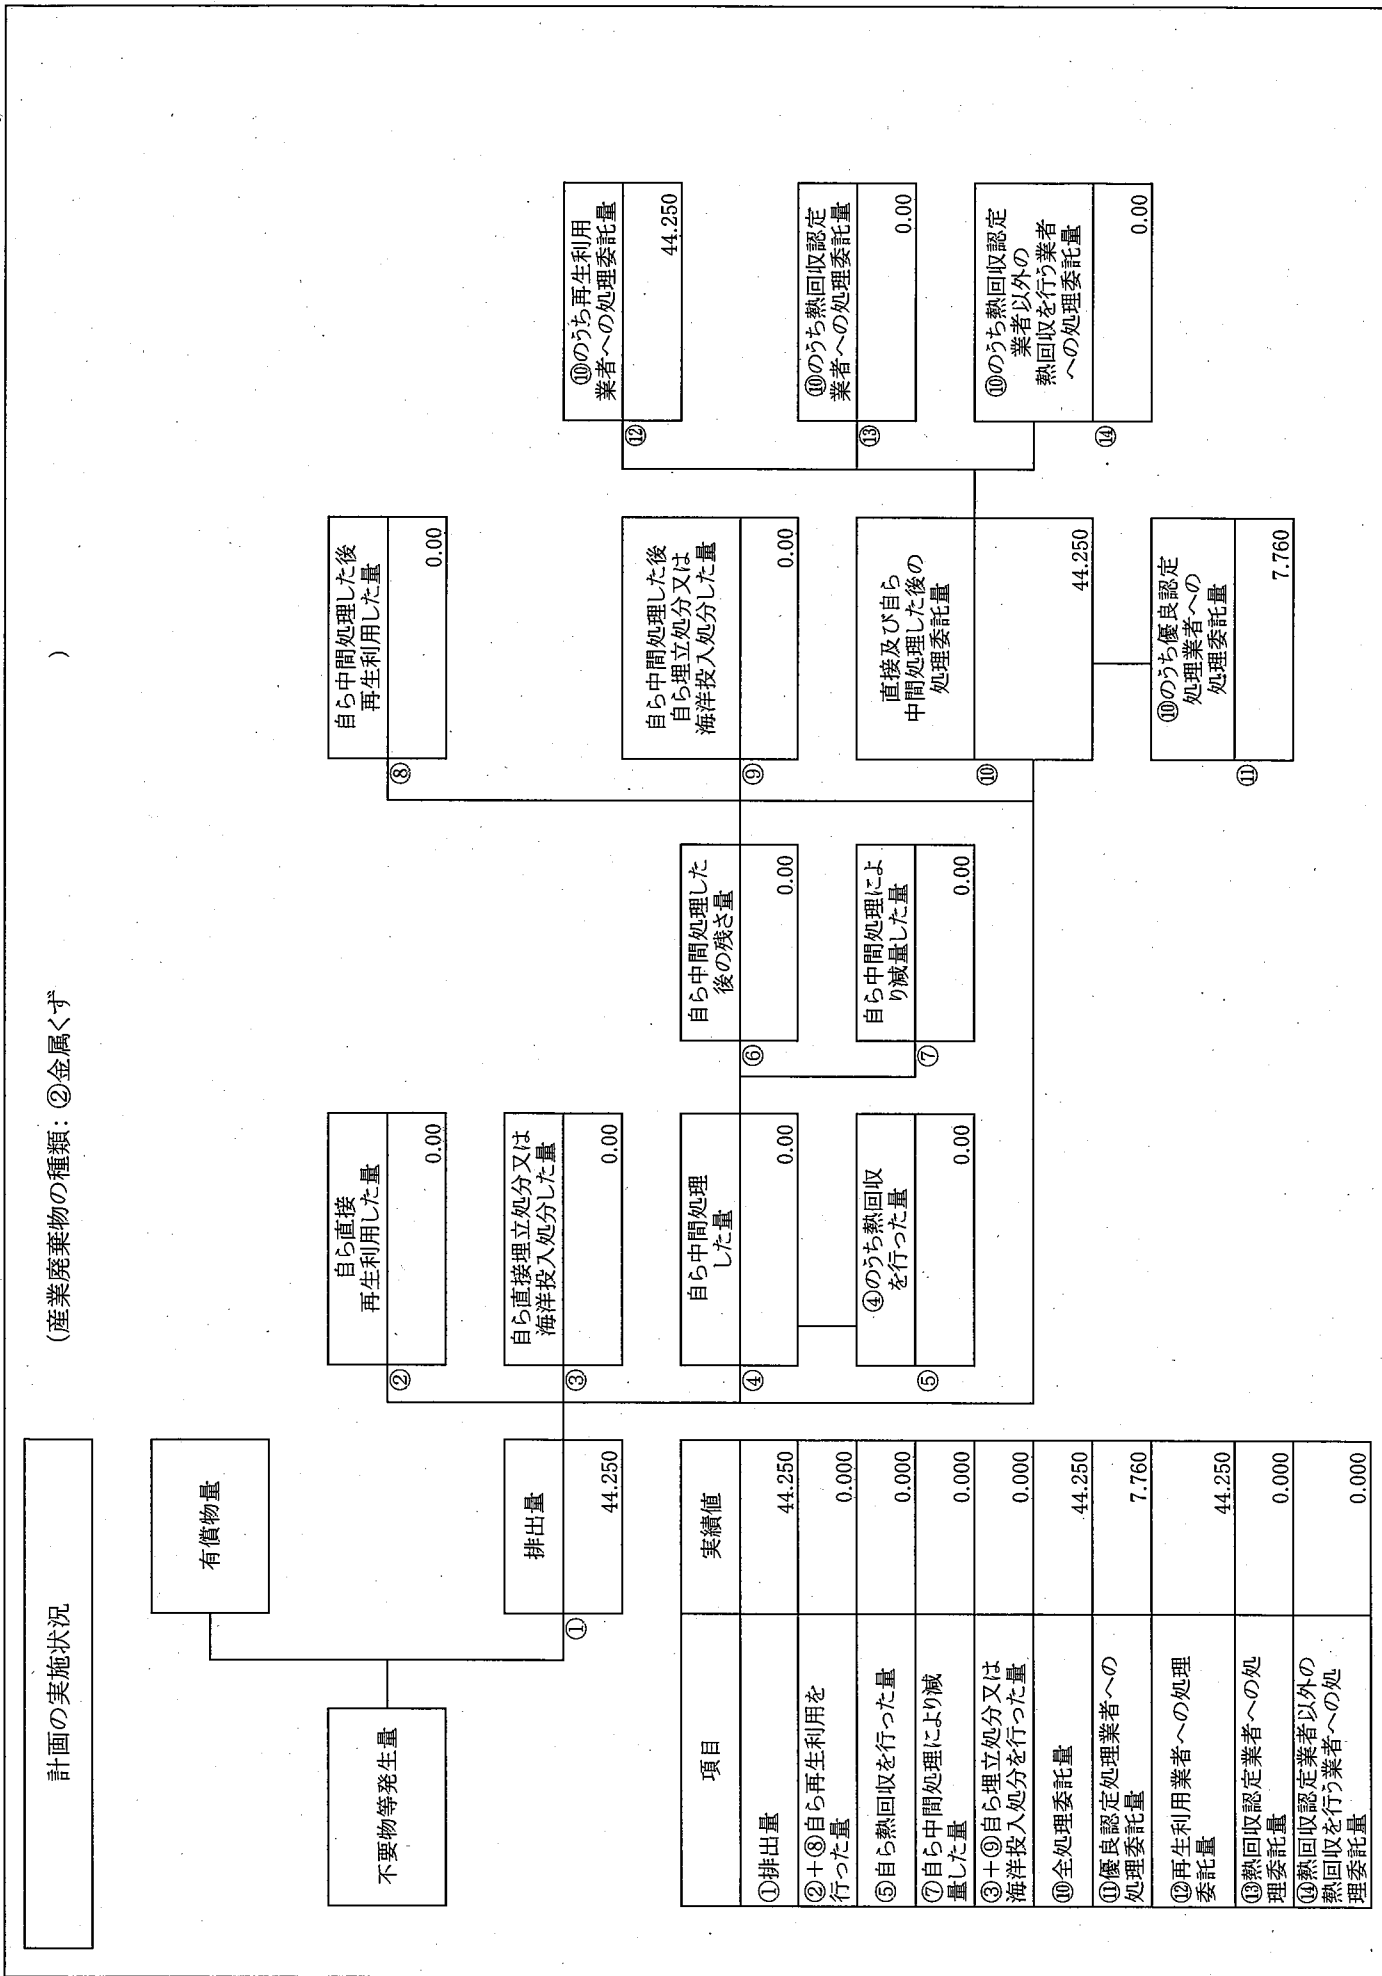 計画の実施状況
(産業廃棄物の種類：②金属くず )
不要物等発生量
有償物量
①
排出量
44.250
②
自ら直接
再生利用した量
0.00
③
自ら直接埋立処分又は
海洋投入処分した量
0.00
④
自ら中間処理
した量
0.00
⑤
④のうち熱回収
を行った量
0.00
⑥
自ら中間処理した
後の残さ量
0.00
⑦
自ら中間処理によ
り減量した量
0.00
⑧
自ら中間処理した後
再生利用した量
0.00
⑨
自ら中間処理した後
自ら埋立処分又は
海洋投入処分した量
0.00
⑩
直接及び自ら
中間処理した後の
処理委託量
44.250
⑪
⑩のうち優良認定
処理業者への
処理委託量
7.760
⑫
⑩のうち再生利用
業者への処理委託量
44.250
⑬
⑩のうち熱回収認定
業者への処理委託量
0.00
⑭
⑩のうち熱回収認定
業者以外の
熱回収を行う業者
への処理委託量
0.00
項目 実績値
①排出量 44.250
②+⑧自ら再生利用を
行った量 0.000
⑤自ら熱回収を行った量 0.000
⑦自ら中間処理により減
量した量 0.000
③+⑨自ら埋立処分又は
海洋投入処分を行った量 0.000
⑩全処理委託量 44.250
⑪優良認定処理業者への
処理委託量 7.760
⑫再生利用業者への処理
委託量 44.250
⑬熱回収認定業者への処
理委託量 0.000
⑭熱回収認定業者以外の
熱回収を行う業者への処
理委託量 0.000